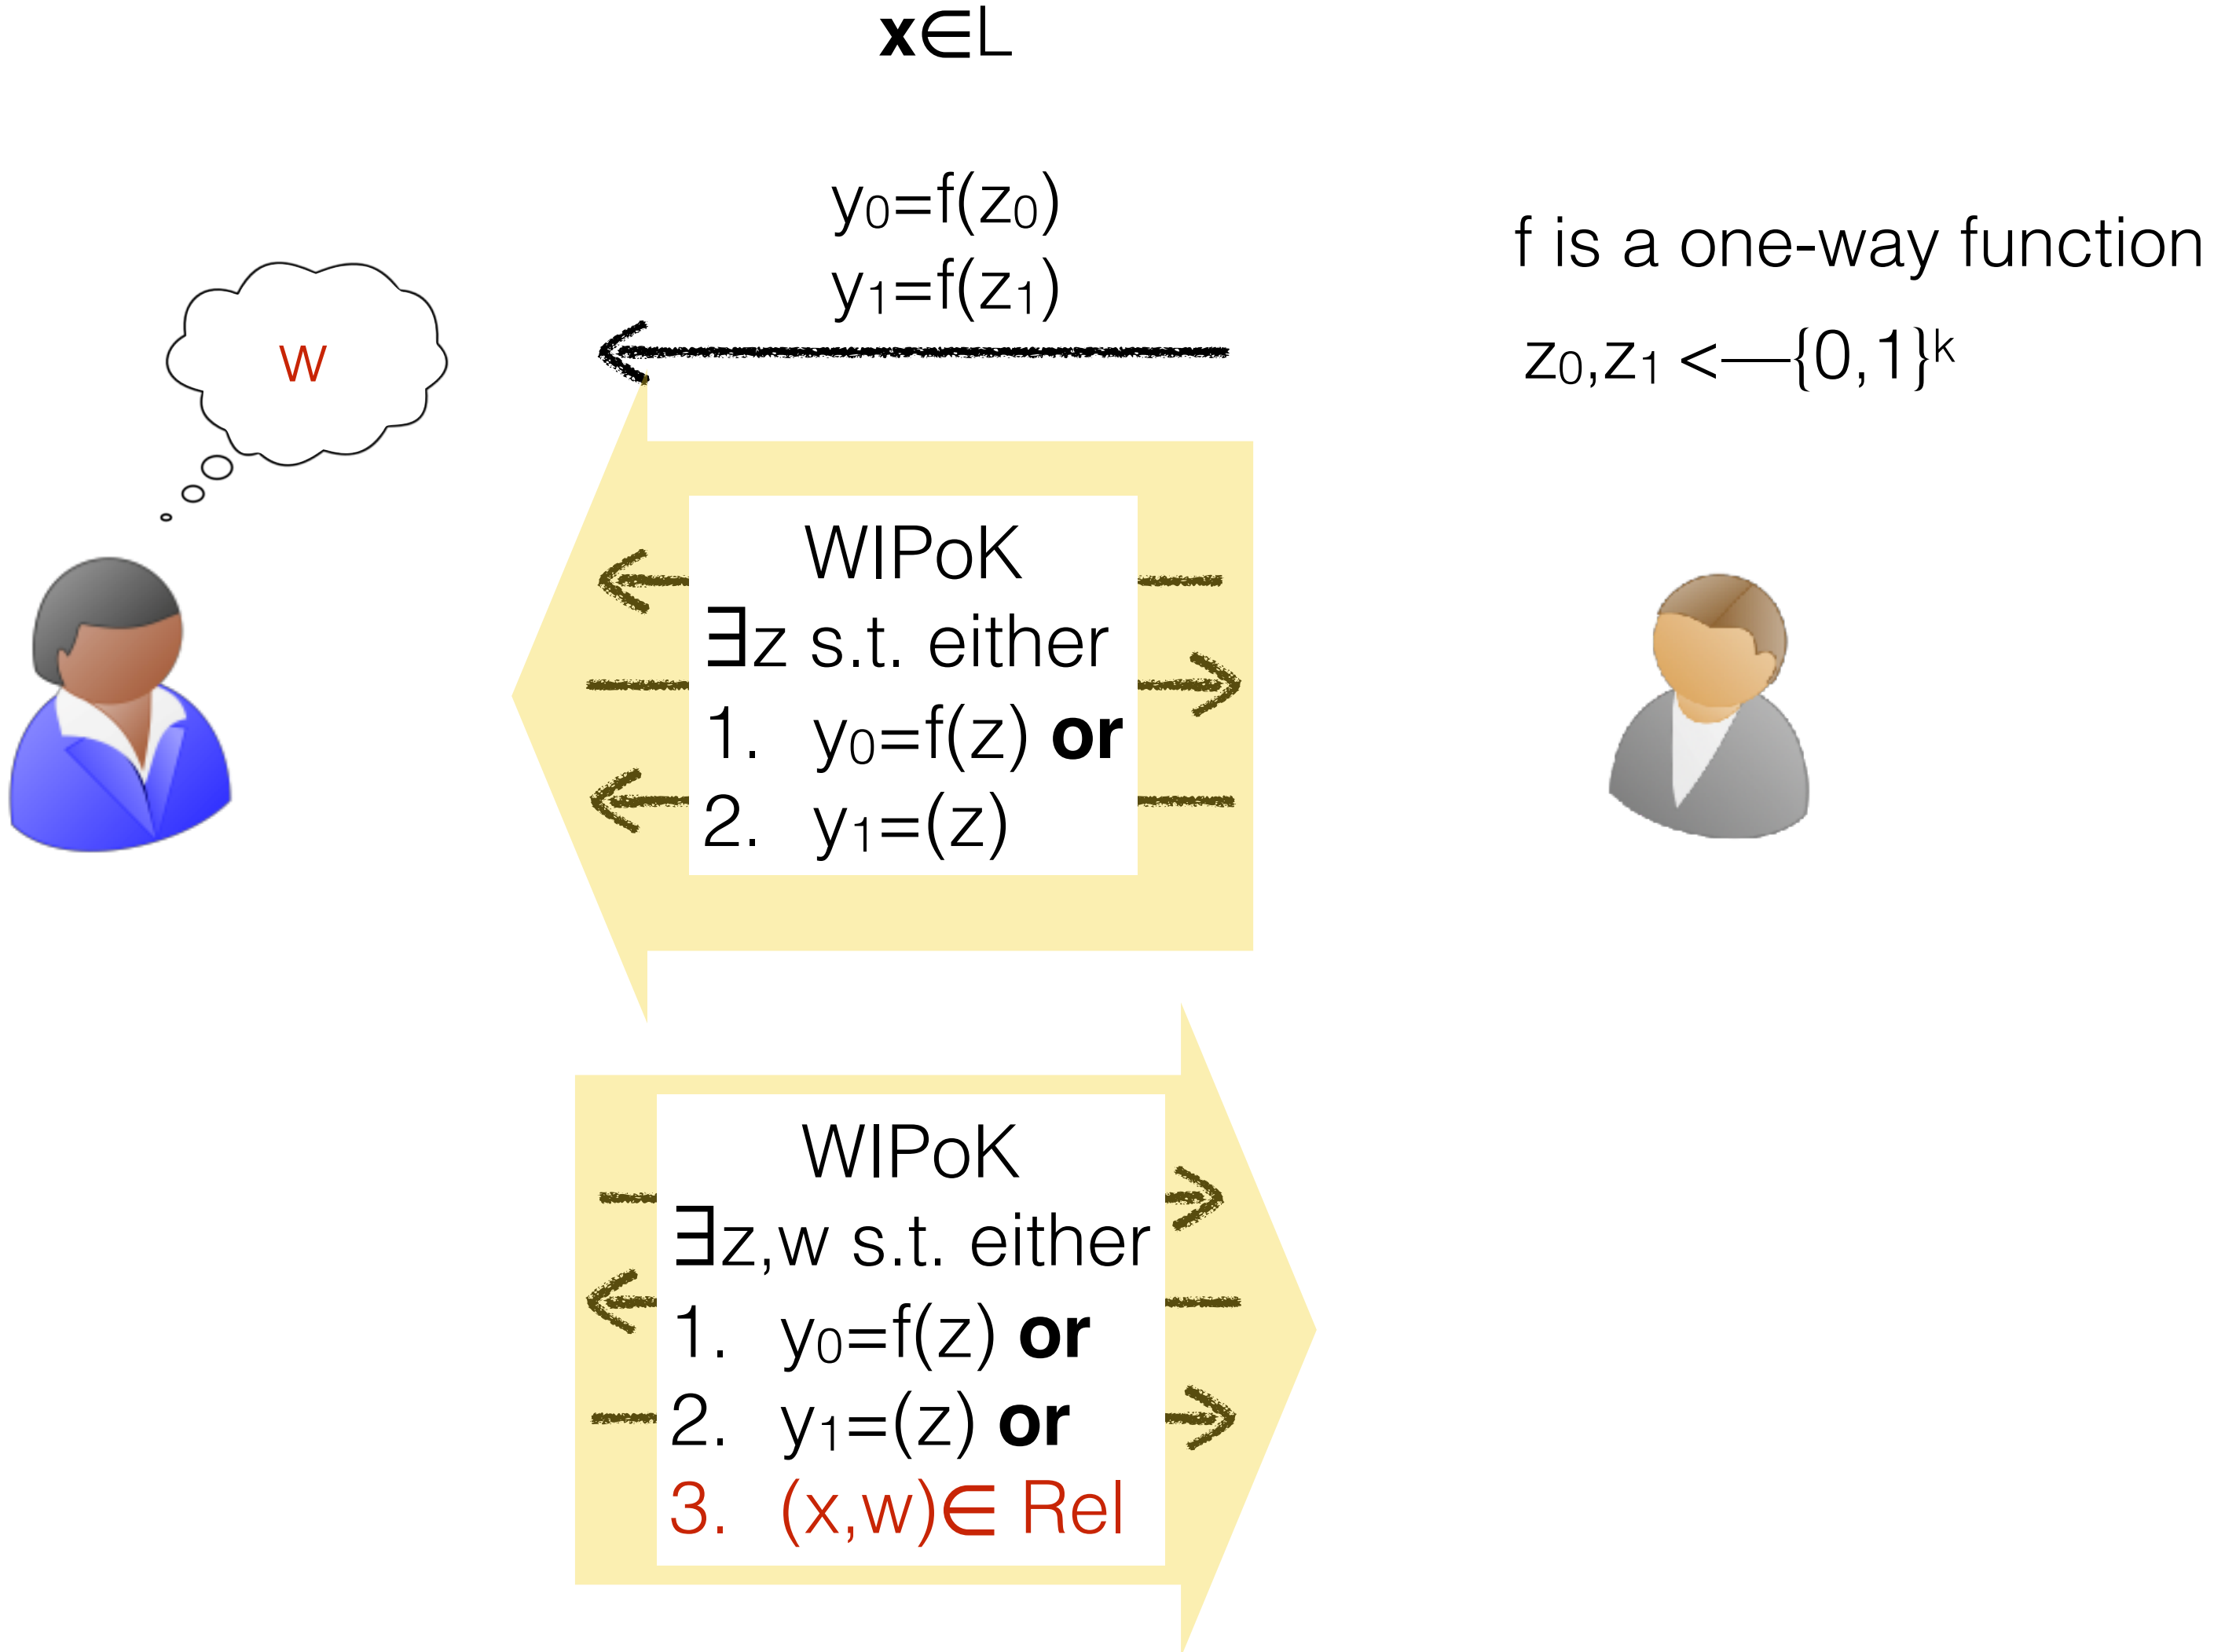 x∈L
y₀=f(z₀)
y₁=f(z₁)
f is a one-way function
z₀,z₁ <—{0,1}ᵏ
w
WIPoK
∃z s.t. either
1. y₀=f(z) or
2. y₁=(z)
WIPoK
∃z,w s.t. either
1. y₀=f(z) or
2. y₁=(z) or
3. (x,w)∈ Rel